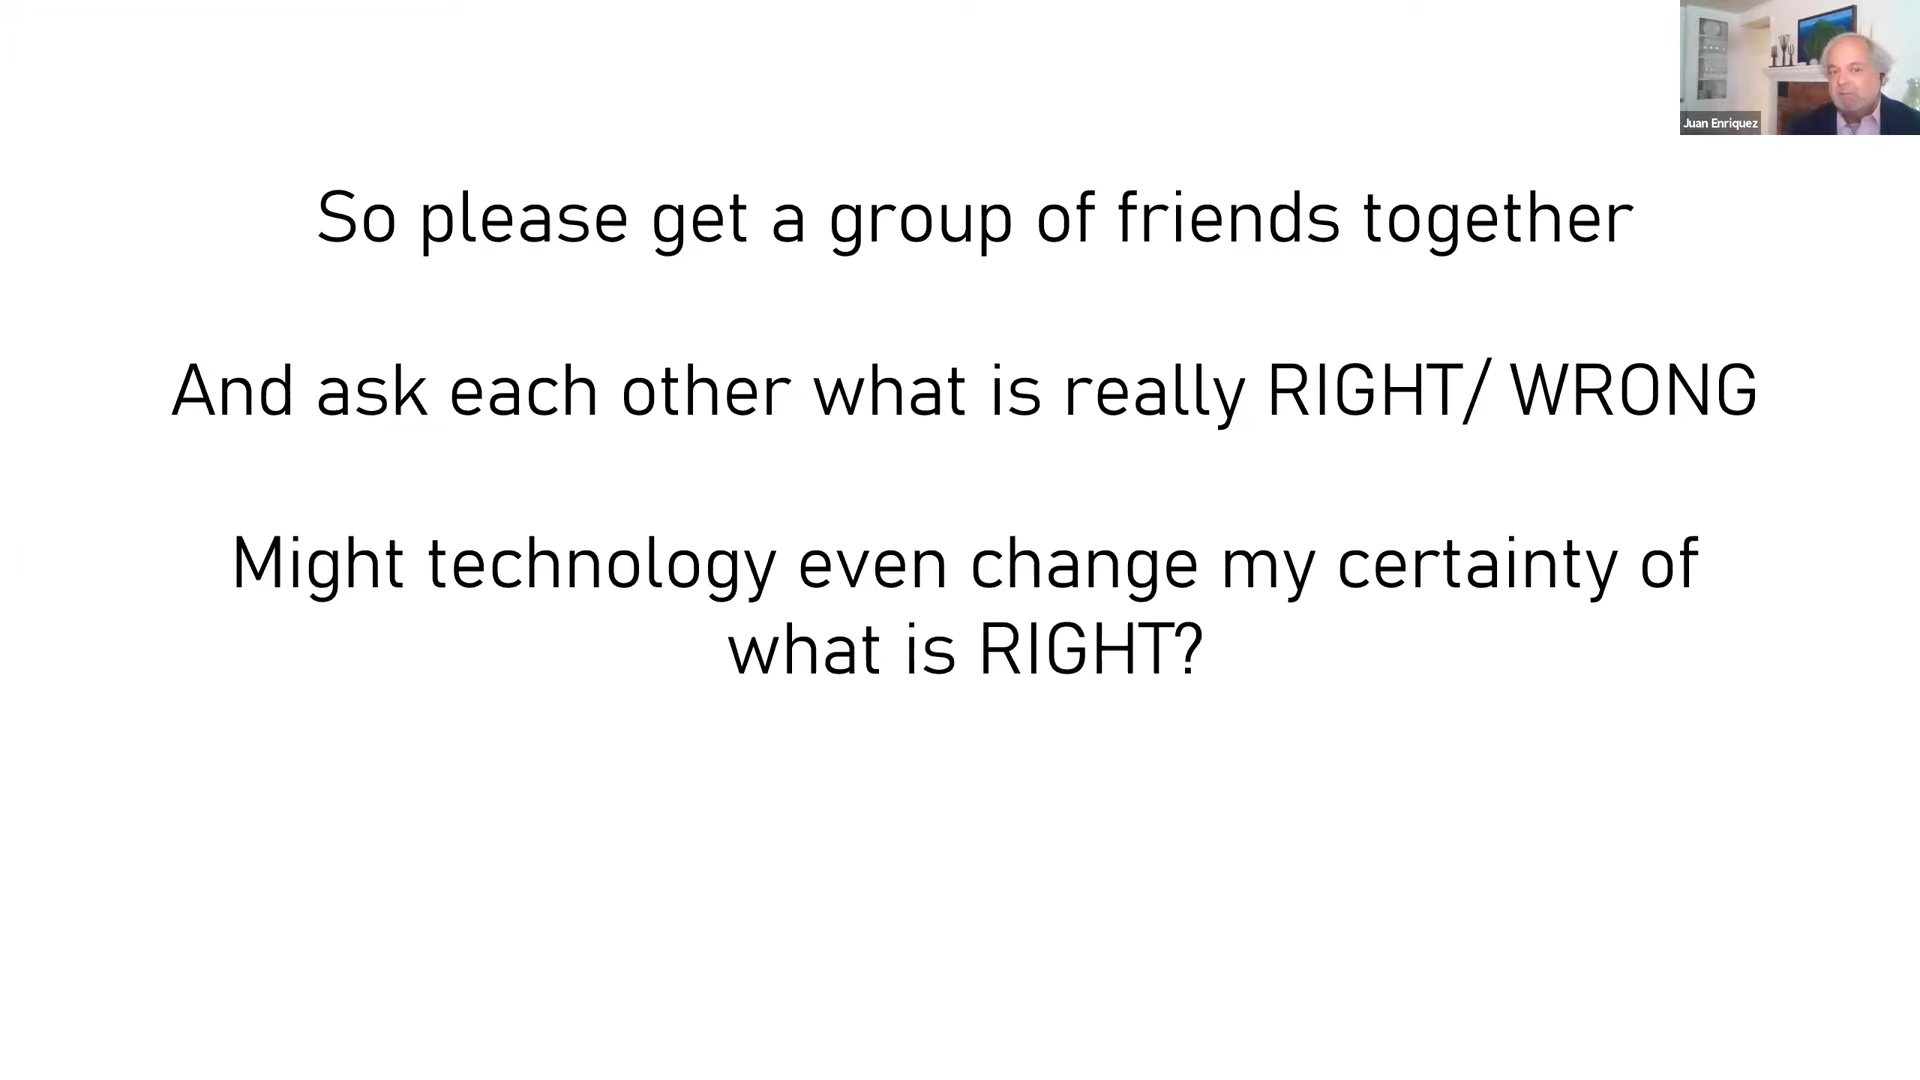 Juan Enriquez
So please get a group of friends together
And ask each other what is really RIGHT/ WRONG
Might technology even change my certainty of
what is RIGHT?